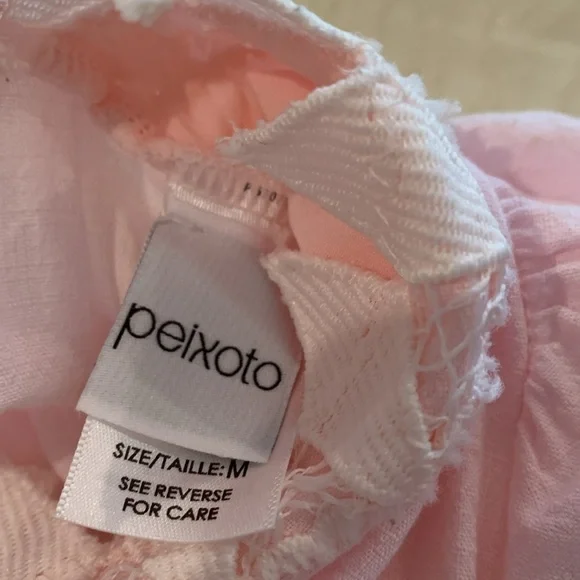 peixoto
SIZE/TAILLE: M
SEE REVERSE
FOR CARE